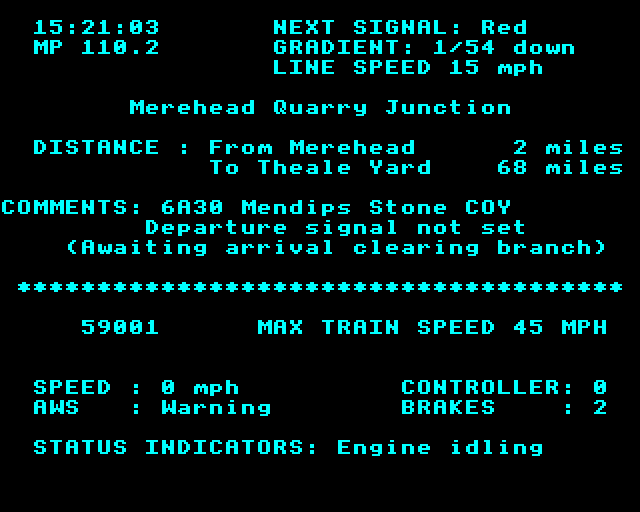 15:21:03 NEXT SIGNAL: Red
MP 110.2 GRADIENT: 1/54 down
LINE SPEED 15 mph
Merehead Quarry Junction
DISTANCE : From Merehead 2 miles
To Theale Yard 68 miles
COMMENTS: 6A30 Mendips Stone COY
Departure signal not set
(Awaiting arrival clearing branch)
**************************************
59001 MAX TRAIN SPEED 45 MPH
SPEED : 0 mph CONTROLLER: 0
AWS : Warning BRAKES : 2
STATUS INDICATORS: Engine idling